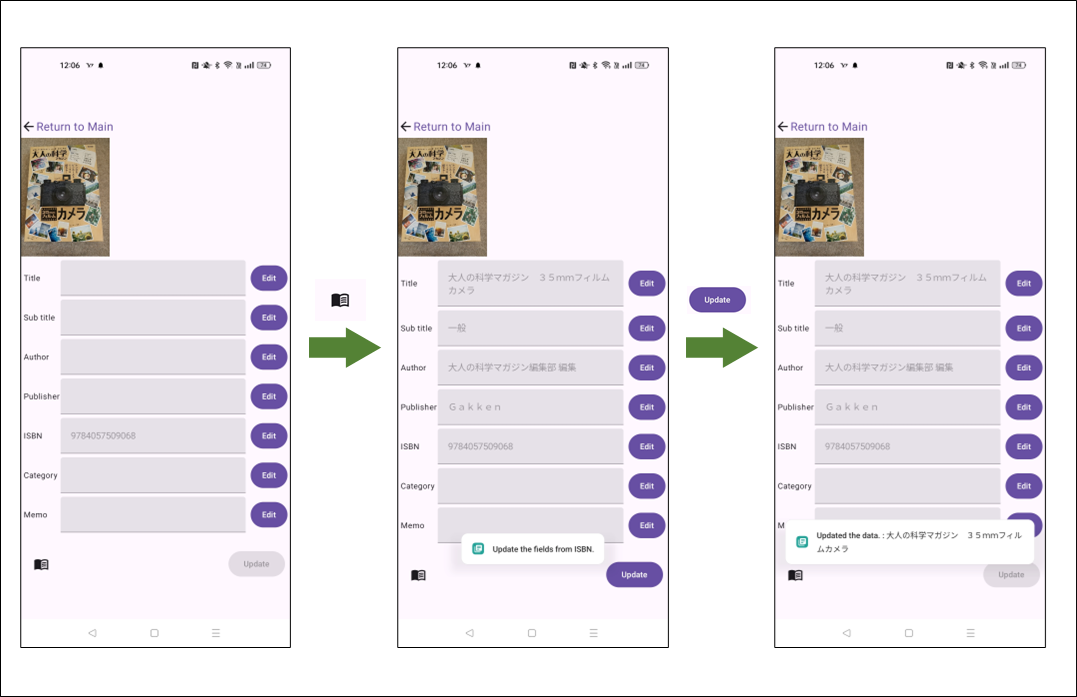 12:06
Return to Main
大人の科学
カメラ
Title
Edit
Sub title
Edit
Author
Edit
Publisher
Edit
ISBN
9784057509068
Edit
Category
Edit
Memo
Edit
Update
12:06
Return to Main
大人の科学
カメラ
Title
大人の科学マガジン　３５ｍｍフィルム
カメラ
Edit
Sub title
一般
Edit
Author
大人の科学マガジン編集部 編集
Edit
Publisher
Ｇａｋｋｅｎ
Edit
ISBN
9784057509068
Edit
Category
Edit
Memo
Edit
Update the fields from ISBN.
Update
Update
12:06
Return to Main
大人の科学
カメラ
Title
大人の科学マガジン　３５ｍｍフィルム
カメラ
Edit
Sub title
一般
Edit
Author
大人の科学マガジン編集部 編集
Edit
Publisher
Ｇａｋｋｅｎ
Edit
ISBN
9784057509068
Edit
Category
Edit
M
Updated the data. : 大人の科学マガジン　３５ｍｍフィル
ムカメラ
Update